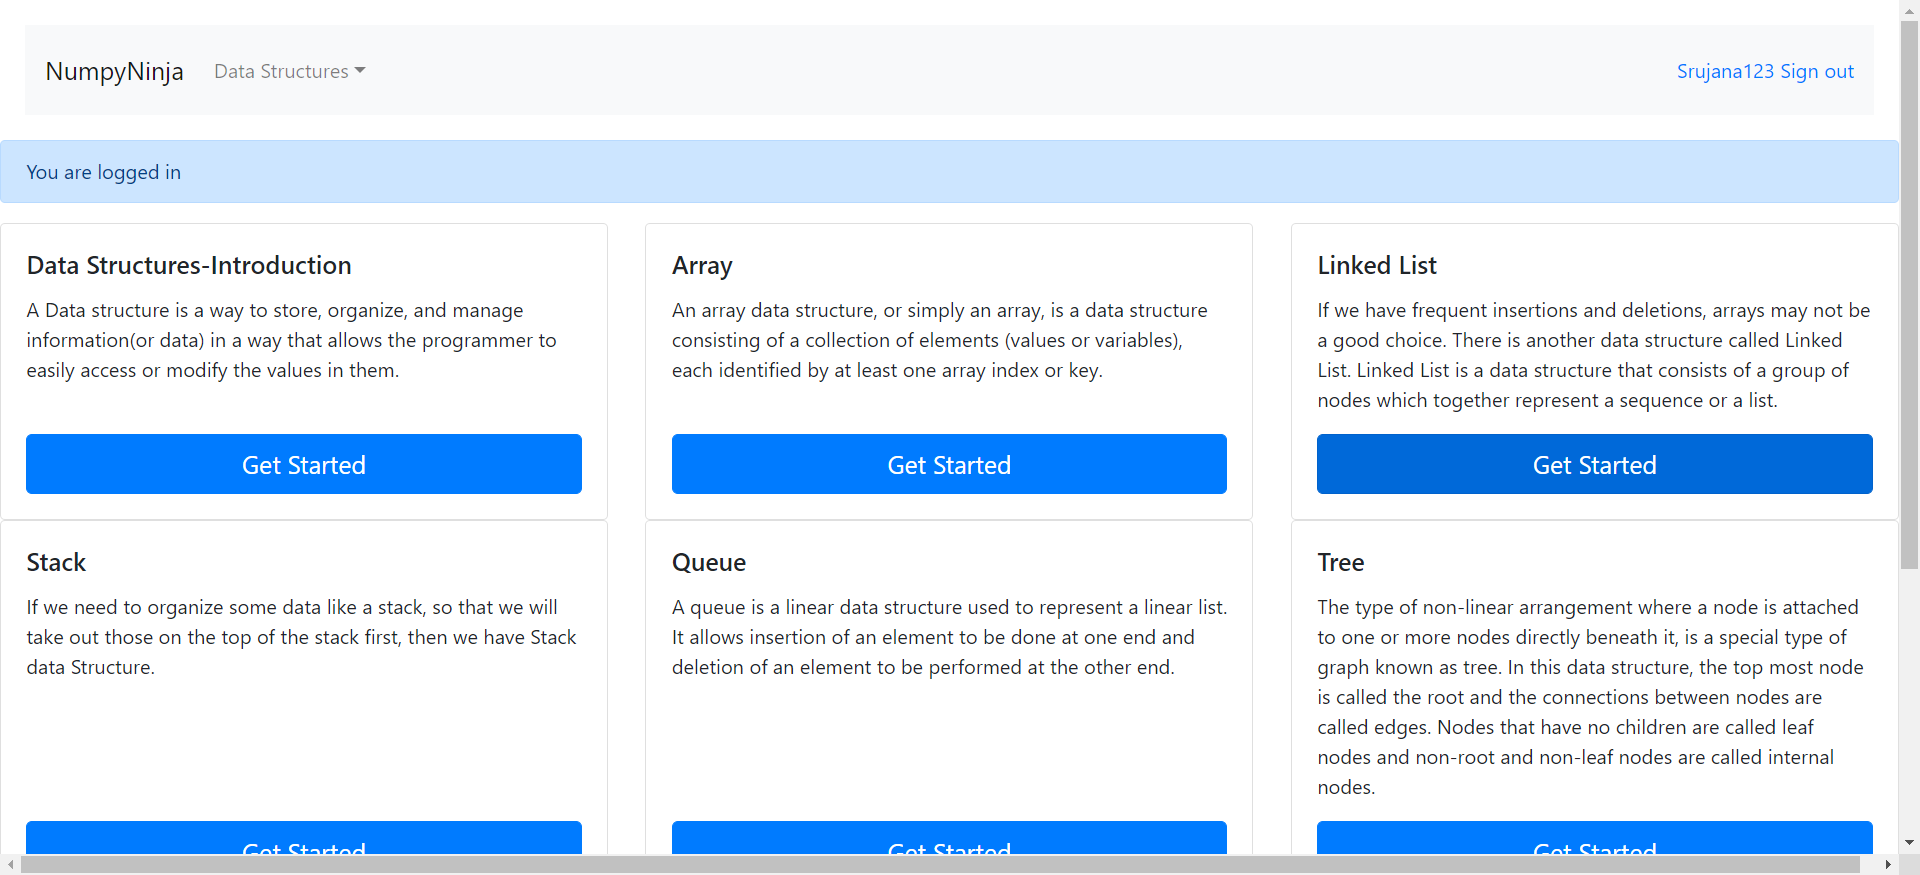 NumpyNinja Data Structures Srujana123 Sign out
You are logged in
Data Structures-Introduction
A Data structure is a way to store, organize, and manage
information(or data) in a way that allows the programmer to
easily access or modify the values in them.
Get Started
Array
An array data structure, or simply an array, is a data structure
consisting of a collection of elements (values or variables),
each identified by at least one array index or key.
Get Started
Linked List
If we have frequent insertions and deletions, arrays may not be
a good choice. There is another data structure called Linked
List. Linked List is a data structure that consists of a group of
nodes which together represent a sequence or a list.
Get Started
Stack
If we need to organize some data like a stack, so that we will
take out those on the top of the stack first, then we have Stack
data Structure.
Get Started
Queue
A queue is a linear data structure used to represent a linear list.
It allows insertion of an element to be done at one end and
deletion of an element to be performed at the other end.
Get Started
Tree
The type of non-linear arrangement where a node is attached
to one or more nodes directly beneath it, is a special type of
graph known as tree. In this data structure, the top most node
is called the root and the connections between nodes are
called edges. Nodes that have no children are called leaf
nodes and non-root and non-leaf nodes are called internal
nodes.
Get Started